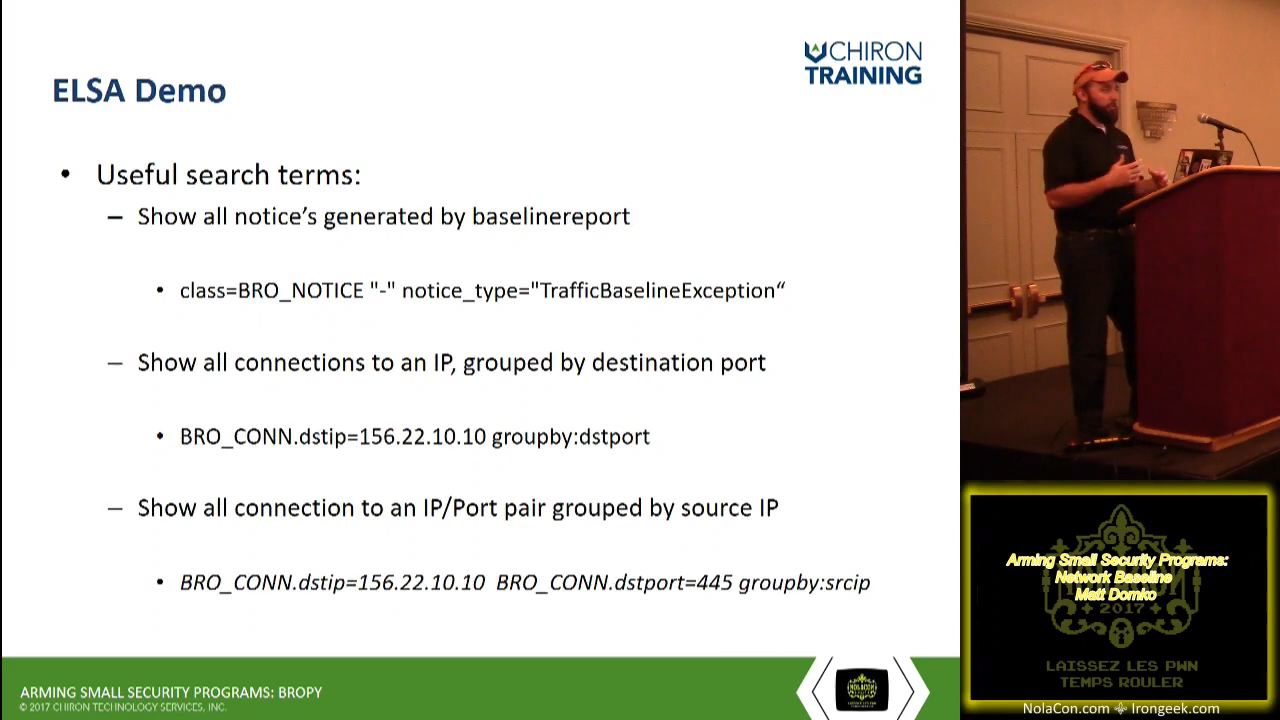 CHIRON
TRAINING
ELSA Demo
• Useful search terms:
– Show all notice’s generated by baselinereport
• class=BRO_NOTICE "-" notice_type="TrafficBaselineException“
– Show all connections to an IP, grouped by destination port
• BRO_CONN.dstip=156.22.10.10 groupby:dstport
– Show all connection to an IP/Port pair grouped by source IP
• BRO_CONN.dstip=156.22.10.10 BRO_CONN.dstport=445 groupby:srcip
ARMING SMALL SECURITY PROGRAMS: BROPY
© 2017 CHIRON TECHNOLOGY SERVICES, INC.
Arming Small Security Programs:
Network Baseline
Matt Domko
2017
LAISSEZ LES PWN
TEMPS ROULER
NolaCon.com Irongeek.com